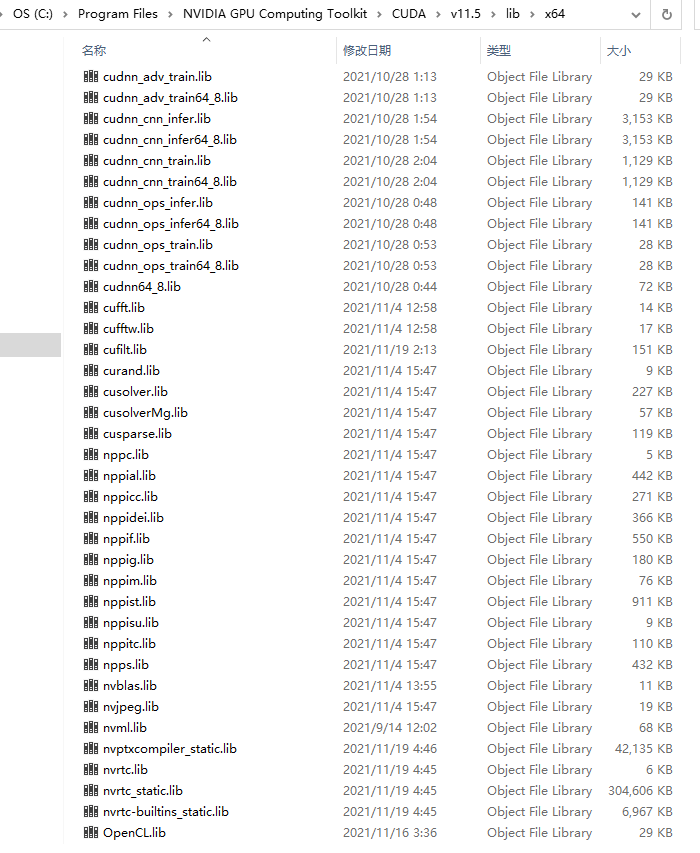 OS (C:) > Program Files > NVIDIA GPU Computing Toolkit > CUDA > v11.5 > lib > x64
名称 修改日期 类型 大小
cudnn_adv_train.lib 2021/10/28 1:13 Object File Library 29 KB
cudnn_adv_train64_8.lib 2021/10/28 1:13 Object File Library 29 KB
cudnn_cnn_infer.lib 2021/10/28 1:54 Object File Library 3,153 KB
cudnn_cnn_infer64_8.lib 2021/10/28 1:54 Object File Library 3,153 KB
cudnn_cnn_train.lib 2021/10/28 2:04 Object File Library 1,129 KB
cudnn_cnn_train64_8.lib 2021/10/28 2:04 Object File Library 1,129 KB
cudnn_ops_infer.lib 2021/10/28 0:48 Object File Library 141 KB
cudnn_ops_infer64_8.lib 2021/10/28 0:48 Object File Library 141 KB
cudnn_ops_train.lib 2021/10/28 0:53 Object File Library 28 KB
cudnn_ops_train64_8.lib 2021/10/28 0:53 Object File Library 28 KB
cudnn64_8.lib 2021/10/28 0:44 Object File Library 72 KB
cufft.lib 2021/11/4 12:58 Object File Library 14 KB
cufftw.lib 2021/11/4 12:58 Object File Library 17 KB
cufilt.lib 2021/11/19 2:13 Object File Library 151 KB
curand.lib 2021/11/4 15:47 Object File Library 9 KB
cusolver.lib 2021/11/4 15:47 Object File Library 227 KB
cusolverMg.lib 2021/11/4 15:47 Object File Library 57 KB
cusparse.lib 2021/11/4 15:47 Object File Library 119 KB
nppc.lib 2021/11/4 15:47 Object File Library 5 KB
nppial.lib 2021/11/4 15:47 Object File Library 442 KB
nppicc.lib 2021/11/4 15:47 Object File Library 271 KB
nppidei.lib 2021/11/4 15:47 Object File Library 366 KB
nppif.lib 2021/11/4 15:47 Object File Library 550 KB
nppig.lib 2021/11/4 15:47 Object File Library 180 KB
nppim.lib 2021/11/4 15:47 Object File Library 76 KB
nppist.lib 2021/11/4 15:47 Object File Library 911 KB
nppisu.lib 2021/11/4 15:47 Object File Library 9 KB
nppitc.lib 2021/11/4 15:47 Object File Library 110 KB
npps.lib 2021/11/4 15:47 Object File Library 432 KB
nvblas.lib 2021/11/4 13:55 Object File Library 11 KB
nvjpeg.lib 2021/11/4 15:47 Object File Library 19 KB
nvml.lib 2021/9/14 12:02 Object File Library 68 KB
nvptxcompiler_static.lib 2021/11/19 4:46 Object File Library 42,135 KB
nvrtc.lib 2021/11/19 4:45 Object File Library 6 KB
nvrtc_static.lib 2021/11/19 4:45 Object File Library 304,606 KB
nvrtc-builtins_static.lib 2021/11/19 4:45 Object File Library 6,967 KB
OpenCL.lib 2021/11/16 3:36 Object File Library 29 KB